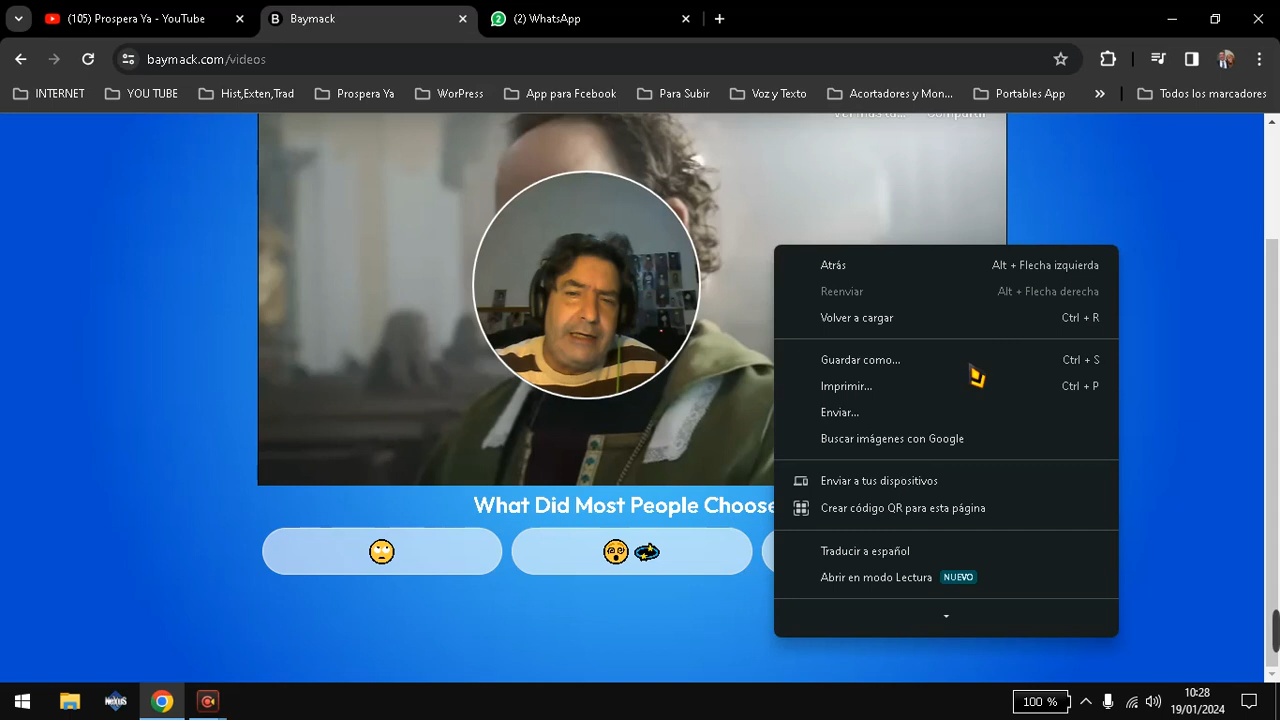 (105) Prospera Ya - YouTube
Baymack
(2) WhatsApp
baymack.com/videos
INTERNET
YOU TUBE
Hist,Exten,Trad
Prospera Ya
WorPress
App para Fcebook
Para Subir
Voz y Texto
Acortadores y Mon...
Portables App
Todos los marcadores
Compartir
Atrás Alt + Flecha izquierda
Reenviar Alt + Flecha derecha
Volver a cargar Ctrl + R
Guardar como... Ctrl + S
Imprimir... Ctrl + P
Enviar...
Buscar imágenes con Google
Enviar a tus dispositivos
Crear código QR para esta página
Traducir a español
Abrir en modo Lectura NUEVO
What Did Most People Choose
NeXuS
100 %
10:28
19/01/2024